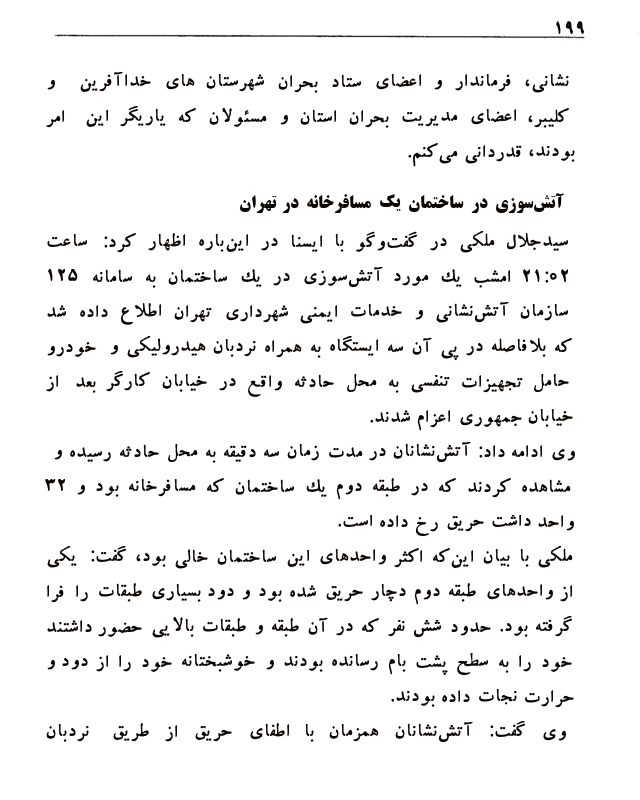 ۱۹۹
نشانی، فرماندار و اعضای ستاد بحران شهرستان های خداآفرین و
کلیبر، اعضای مدیریت بحران استان و مسئولان که یاریگر این امر
بودند، قدردانی می‌کنم.
آتش‌سوزی در ساختمان یک مسافرخانه در تهران
سیدجلال ملکی در گفت‌وگو با ایسنا در این‌باره اظهار کرد: ساعت
۲۱:۰۲ امشب یك مورد آتش‌سوزی در یك ساختمان به سامانه ۱۲۵
سازمان آتش‌نشانی و خدمات ایمنی شهرداری تهران اطلاع داده شد
که بلافاصله در پی آن سه ایستگاه به همراه نردبان هیدرولیکی و خودرو
حامل تجهیزات تنفسی به محل حادثه واقع در خیابان کارگر بعد از
خیابان جمهوری اعزام شدند.
وی ادامه داد: آتش‌نشانان در مدت زمان سه دقیقه به محل حادثه رسیده و
مشاهده کردند که در طبقه دوم یك ساختمان که مسافرخانه بود و ۳۲
واحد داشت حریق رخ داده است.
ملکی با بیان این‌که اکثر واحدهای این ساختمان خالی بود، گفت: یکی
از واحدهای طبقه دوم دچار حریق شده بود و دود بسیاری طبقات را فرا
گرفته بود. حدود شش نفر که در آن طبقه و طبقات بالایی حضور داشتند
خود را به سطح پشت بام رسانده بودند و خوشبختانه خود را از دود و
حرارت نجات داده بودند.
وی گفت: آتش‌نشانان همزمان با اطفای حریق از طریق نردبان